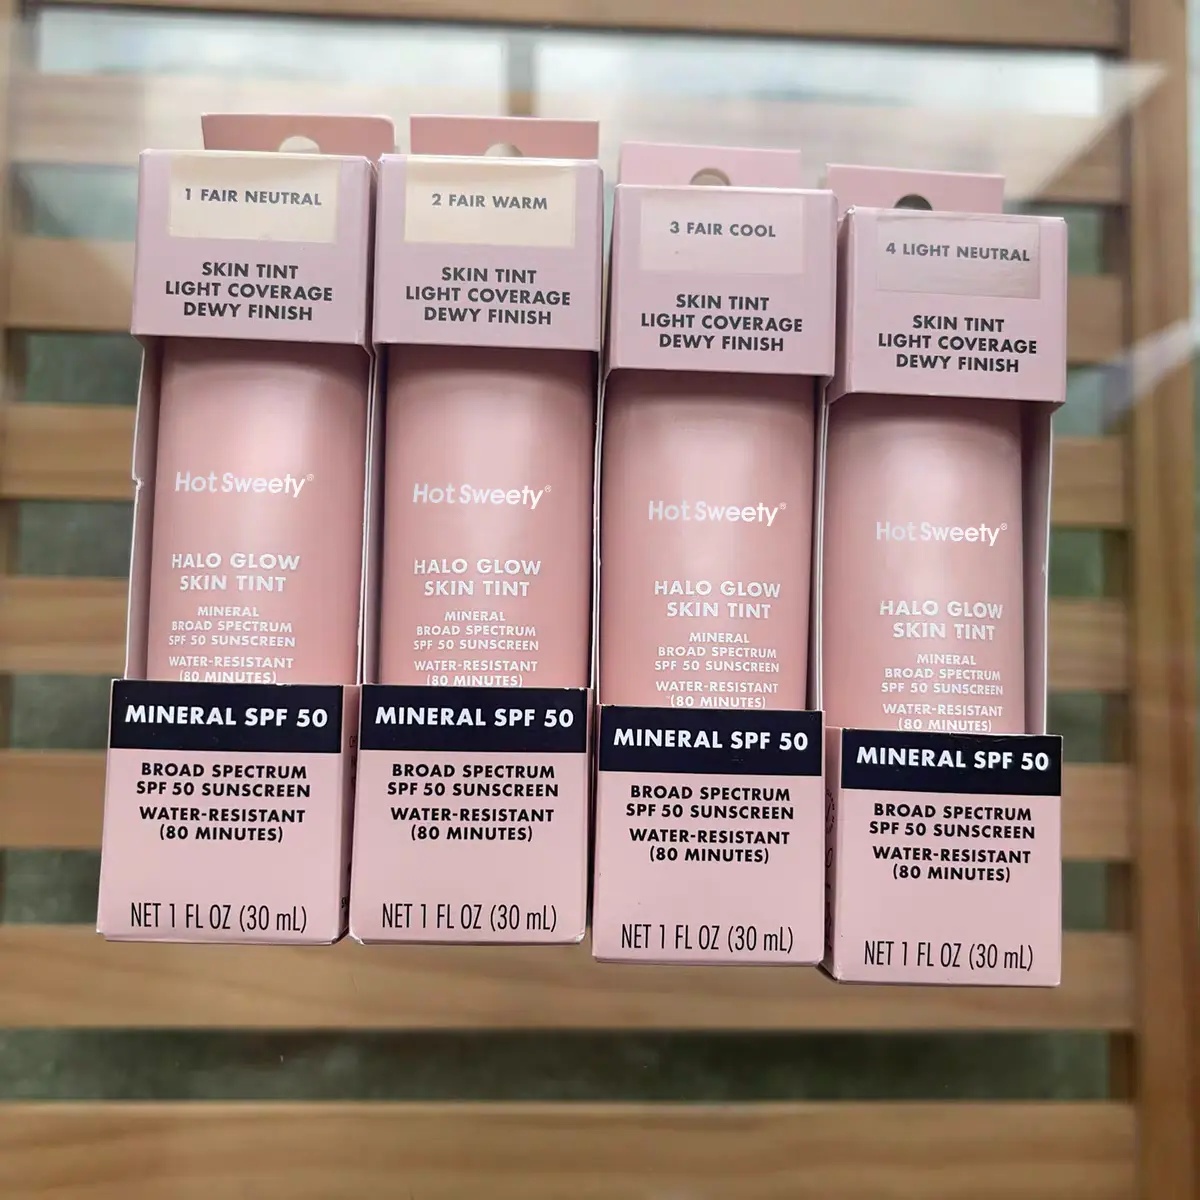 1 FAIR NEUTRAL
SKIN TINT
LIGHT COVERAGE
DEWY FINISH
HotSweety®
HALO GLOW
SKIN TINT
MINERAL
BROAD SPECTRUM
SPF 50 SUNSCREEN
WATER-RESISTANT
(80 MINUTES)
MINERAL SPF 50
BROAD SPECTRUM
SPF 50 SUNSCREEN
WATER-RESISTANT
(80 MINUTES)
NET 1 FL OZ (30 mL)
2 FAIR WARM
SKIN TINT
LIGHT COVERAGE
DEWY FINISH
HotSweety®
HALO GLOW
SKIN TINT
MINERAL
BROAD SPECTRUM
SPF 50 SUNSCREEN
WATER-RESISTANT
(80 MINUTES)
MINERAL SPF 50
BROAD SPECTRUM
SPF 50 SUNSCREEN
WATER-RESISTANT
(80 MINUTES)
NET 1 FL OZ (30 mL)
3 FAIR COOL
SKIN TINT
LIGHT COVERAGE
DEWY FINISH
HotSweety®
HALO GLOW
SKIN TINT
MINERAL
BROAD SPECTRUM
SPF 50 SUNSCREEN
WATER-RESISTANT
(80 MINUTES)
MINERAL SPF 50
BROAD SPECTRUM
SPF 50 SUNSCREEN
WATER-RESISTANT
(80 MINUTES)
NET 1 FL OZ (30 mL)
4 LIGHT NEUTRAL
SKIN TINT
LIGHT COVERAGE
DEWY FINISH
HotSweety®
HALO GLOW
SKIN TINT
MINERAL
BROAD SPECTRUM
SPF 50 SUNSCREEN
WATER-RESISTANT
(80 MINUTES)
MINERAL SPF 50
BROAD SPECTRUM
SPF 50 SUNSCREEN
WATER-RESISTANT
(80 MINUTES)
NET 1 FL OZ (30 mL)